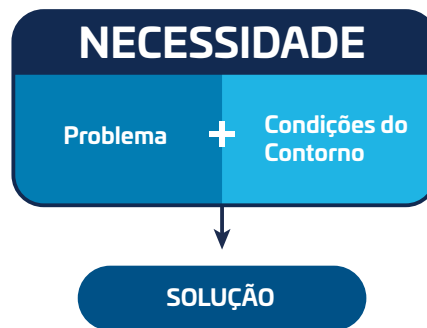 NECESSIDADE
Problema
+
Condições do
Contorno
SOLUÇÃO